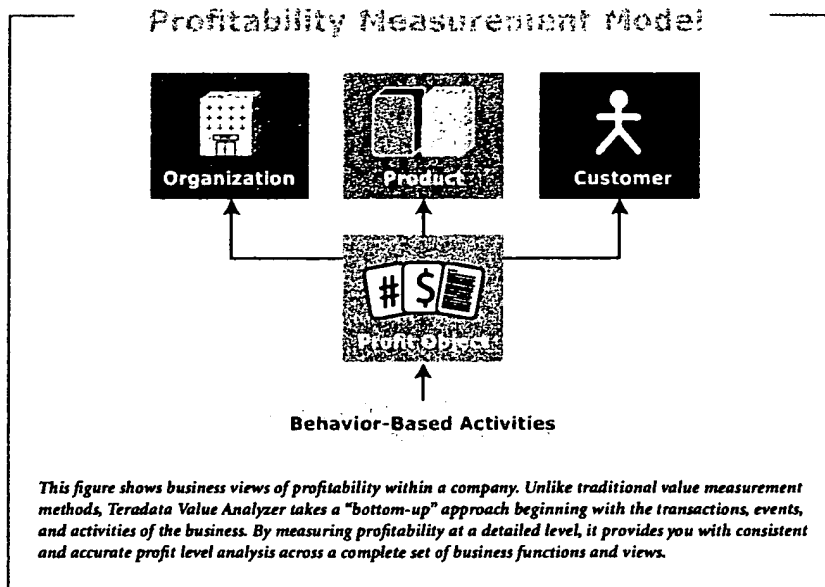 Profitability Measurement Model
Organization
Product
Customer
# $
Profit Object
Behavior-Based Activities
This figure shows business views of profitability within a company. Unlike traditional value measurement
methods, Teradata Value Analyzer takes a "bottom-up" approach beginning with the transactions, events,
and activities of the business. By measuring profitability at a detailed level, it provides you with consistent
and accurate profit level analysis across a complete set of business functions and views.